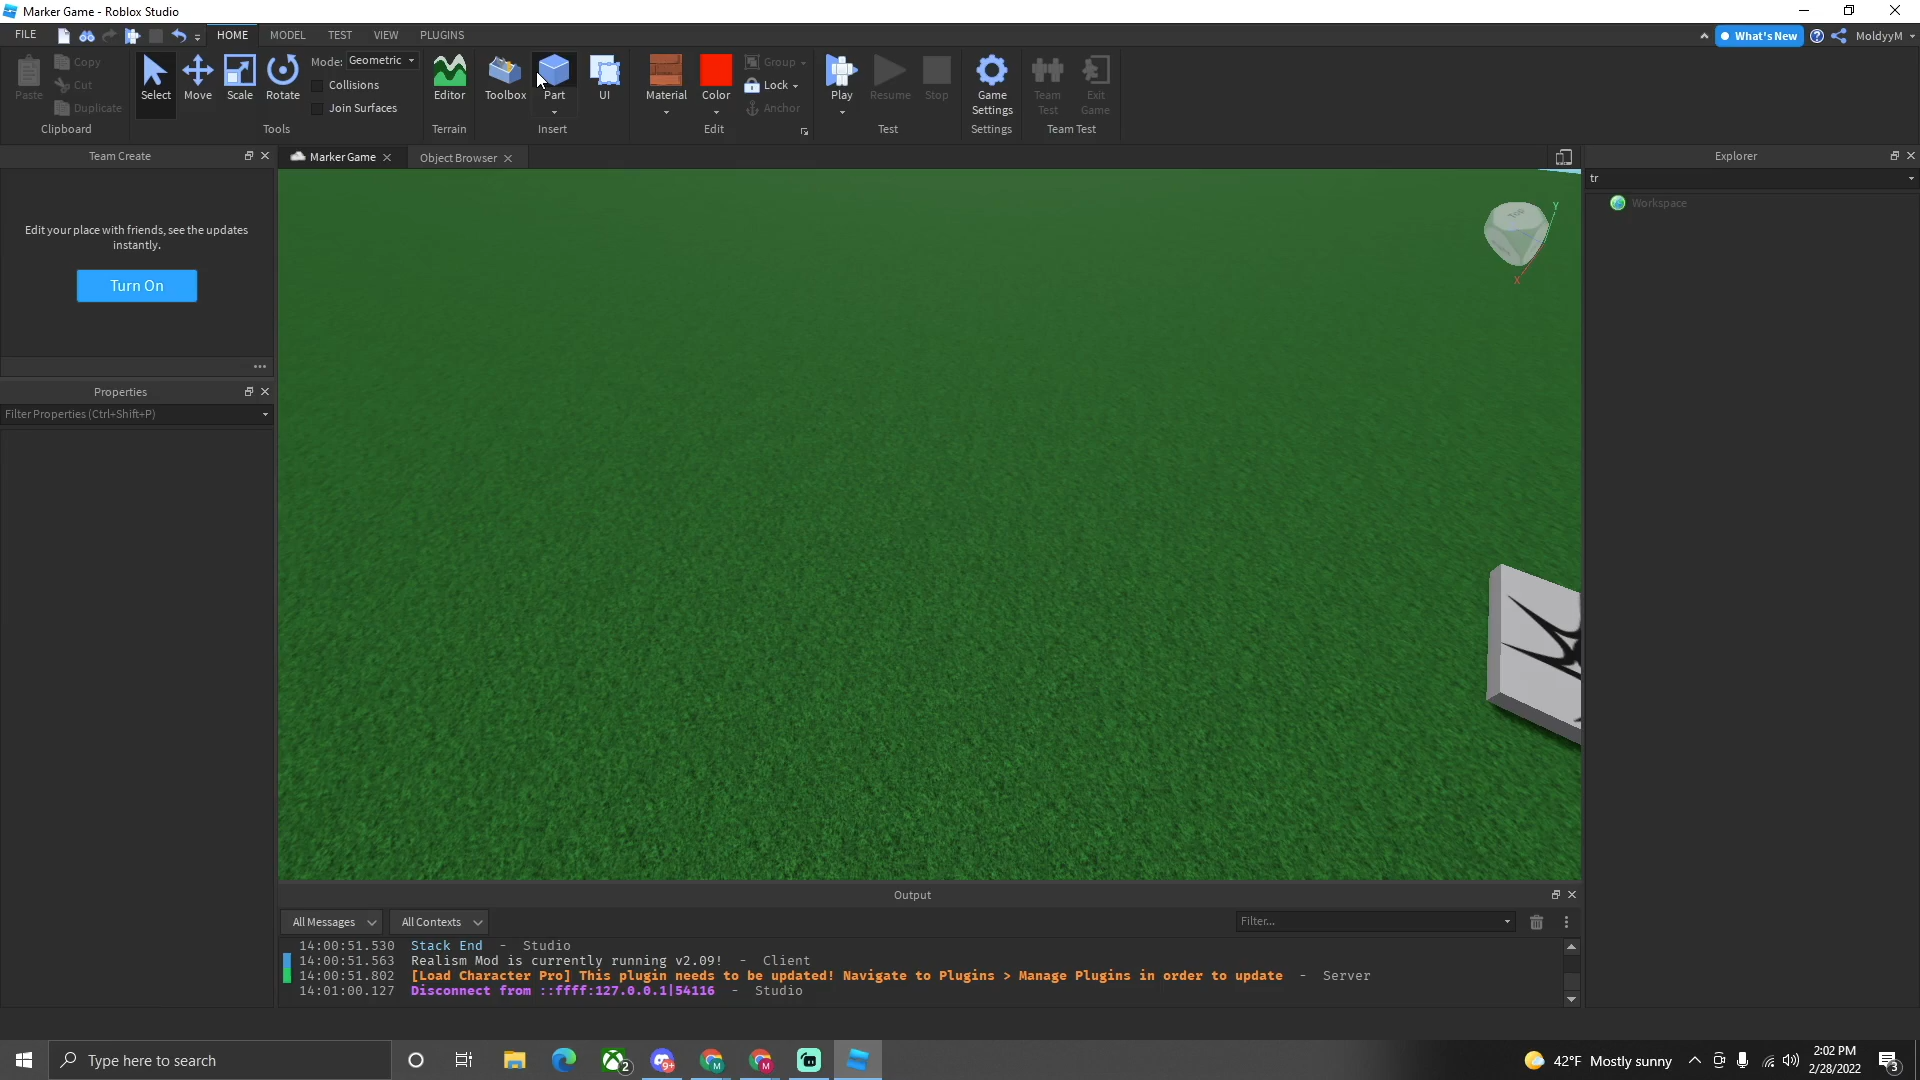 Marker Game - Roblox Studio
FILE HOME MODEL TEST VIEW PLUGINS What's New MoldyyM
Paste Copy Cut Duplicate
Select Move Scale Rotate Mode: Geometric
Collisions
Join Surfaces
Editor Toolbox Part UI Material Color Group Lock Anchor
Play Resume Stop Game Settings Team Test Exit Game
Clipboard Tools Terrain Insert Edit Test Settings Team Test
Team Create
Edit your place with friends, see the updates
instantly.
Turn On
Properties
Filter Properties (Ctrl+Shift+P)
Marker Game Object Browser
Top
Y
X
Explorer
tr
Workspace
Output
All Messages All Contexts Filter...
14:00:51.530 Stack End - Studio
14:00:51.563 Realism Mod is currently running v2.09! - Client
14:00:51.802 [Load Character Pro] This plugin needs to be updated! Navigate to Plugins > Manage Plugins in order to update - Server
14:01:00.127 Disconnect from ::ffff:127.0.0.1|54116 - Studio
Type here to search
2
9+
M
M
42°F Mostly sunny
2:02 PM
2/28/2022
3